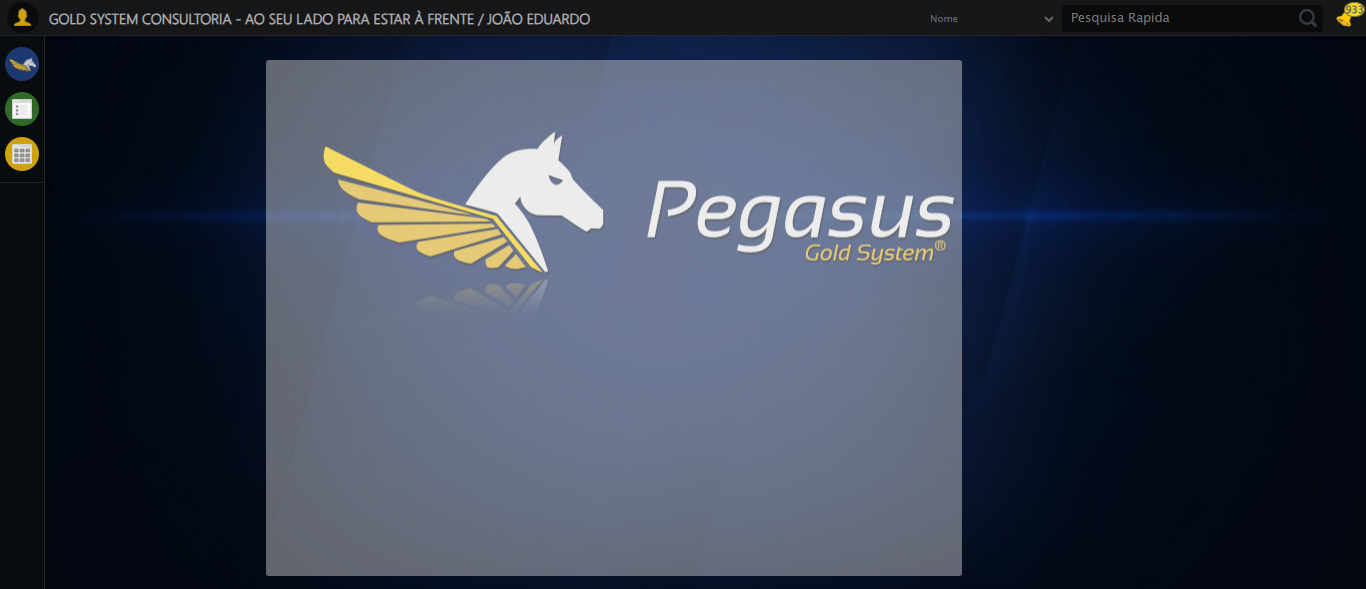 GOLD SYSTEM CONSULTORIA - AO SEU LADO PARA ESTAR À FRENTE / JOÃO EDUARDO
Nome
Pesquisa Rapida
933
Pegasus
Gold System®